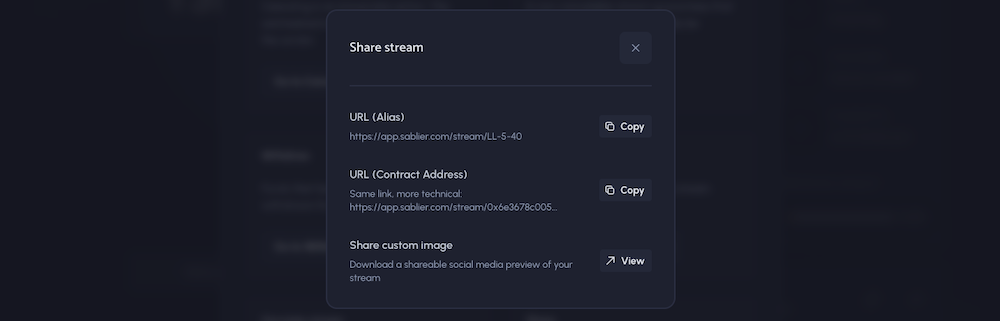 Share stream
URL (Alias)
https://app.sablier.com/stream/LL-5-40
Copy
URL (Contract Address)
Same link, more technical:
https://app.sablier.com/stream/0x6e3678c005...
Copy
Share custom image
Download a shareable social media preview of your
stream
View